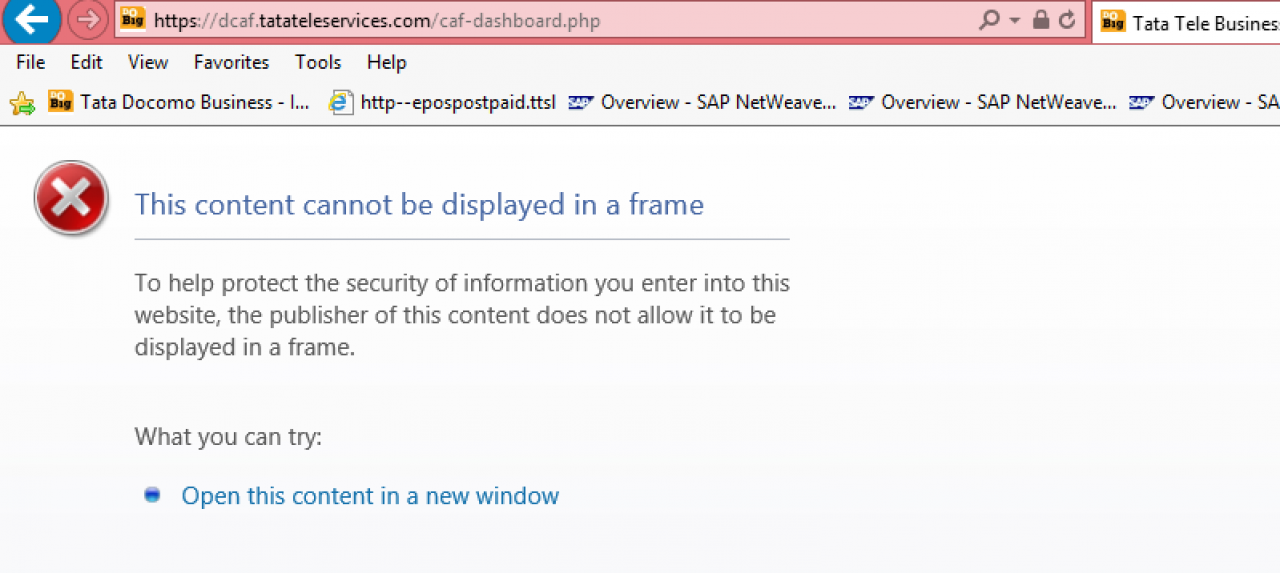 https://dcaf.tatateleservices.com/caf-dashboard.php
Tata Tele Busines
File Edit View Favorites Tools Help
Tata Docomo Business - I... http--epospostpaid.ttsl SAP Overview - SAP NetWeave... SAP Overview - SAP NetWeave... SAP Overview - SA
This content cannot be displayed in a frame
To help protect the security of information you enter into this
website, the publisher of this content does not allow it to be
displayed in a frame.
What you can try:
Open this content in a new window